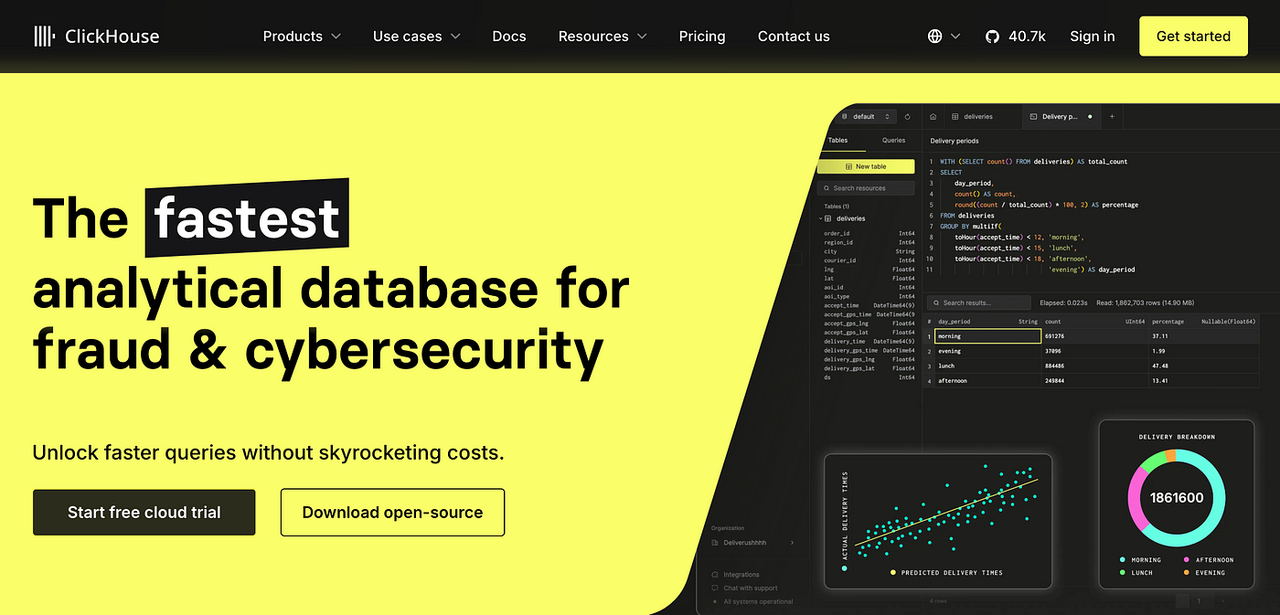 ClickHouse
Products
Use cases
Docs
Resources
Pricing
Contact us
40.7k
Sign in
Get started
The fastest
analytical database for
fraud & cybersecurity
Unlock faster queries without skyrocketing costs.
Start free cloud trial
Download open-source
default
deliveries
Delivery p...
+
Tables
Queries
New table
Search resources
Tables (1)
deliveries
order_id Int64
region_id Int64
city String
courier_id Int64
lng Float64
lat Float64
aoi_id Int64
aoi_type Int64
accept_time DateTime64(9)
accept_gps_time DateTime64(9
accept_gps_lng Float64
accept_gps_lat Float64
delivery_time DateTime64(9)
delivery_gps_time DateTime64(9
delivery_gps_lng Float64
delivery_gps_lat Float64
ds Int64
Delivery periods
1 WITH (SELECT count() FROM deliveries) AS total_count
2 SELECT
3 day_period,
4 count() AS count,
5 round((count / total_count) * 100, 2) AS percentage
6 FROM deliveries
7 GROUP BY multiIf(
8 toHour(accept_time) < 12, 'morning',
9 toHour(accept_time) < 15, 'lunch',
10 toHour(accept_time) < 18, 'afternoon',
11 'evening') AS day_period
Search results...
Elapsed: 0.023s
Read: 1,862,703 rows (14.90 MB)
# day_period String count UInt64 percentage Nullable(Float64)
1 morning 691276 37.11
2 evening 37096 1.99
3 lunch 884486 47.48
4 afternoon 249844 13.41
ACTUAL DELIVERY TIMES
PREDICTED DELIVERY TIMES
DELIVERY BREAKDOWN
1861600
MORNING
AFTERNOON
LUNCH
EVENING
Organization
Deliverushhhh
Integrations
Chat with support
All systems operational
4 rows
1